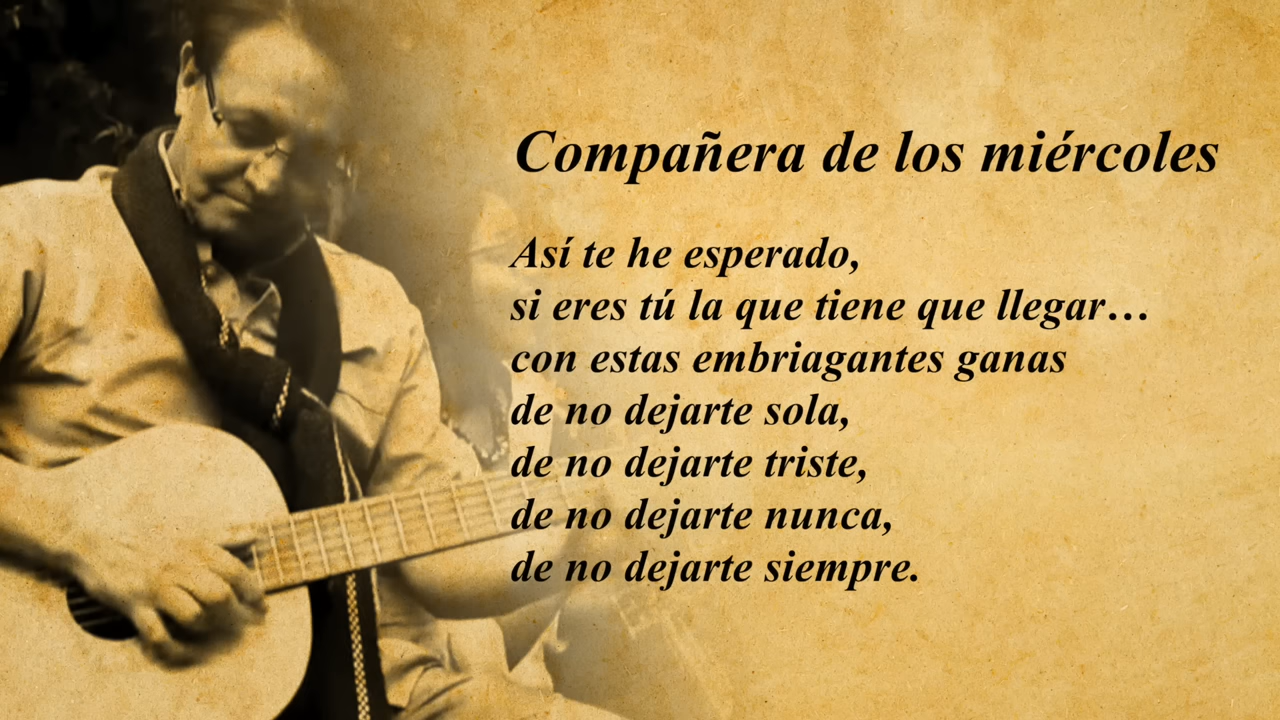 Compañera de los miércoles
Así te he esperado,
si eres tú la que tiene que llegar…
con estas embriagantes ganas
de no dejarte sola,
de no dejarte triste,
de no dejarte nunca,
de no dejarte siempre.